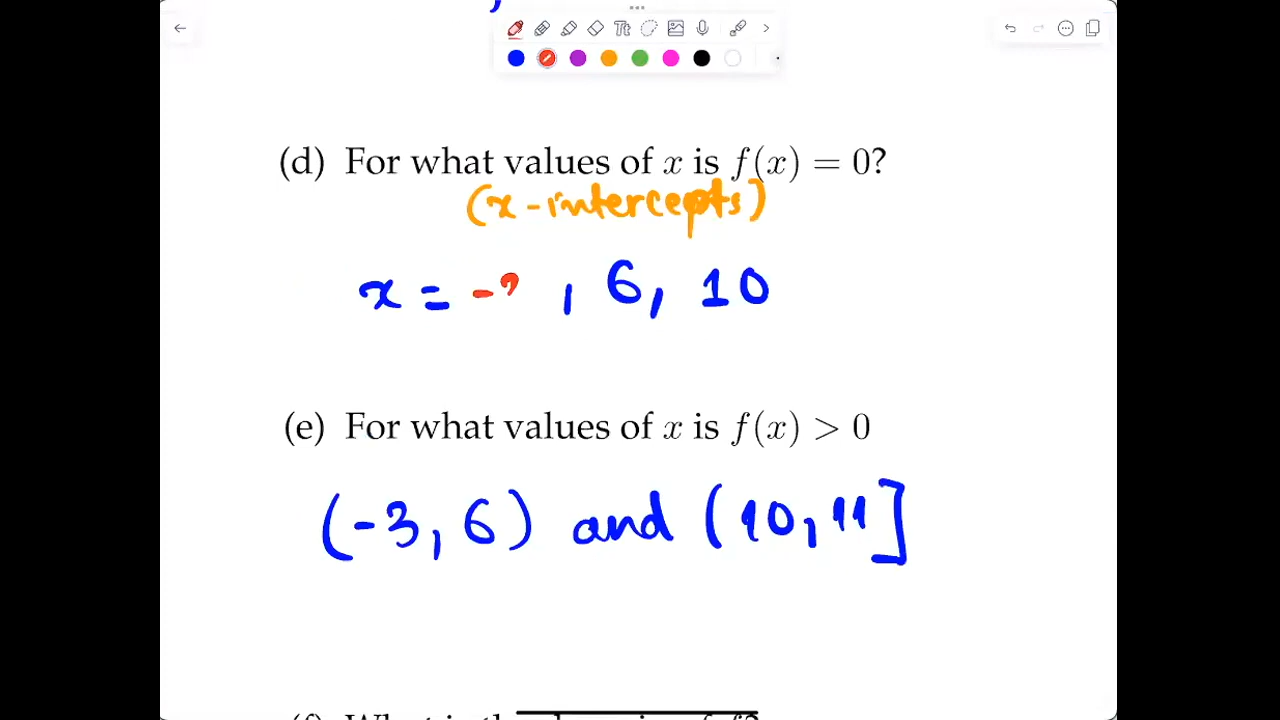 Tt
(d) For what values of x is f(x) = 0?
(x-intercepts)
x = - , 6, 10
(e) For what values of x is f(x) > 0
(-3, 6) and (10, 11]